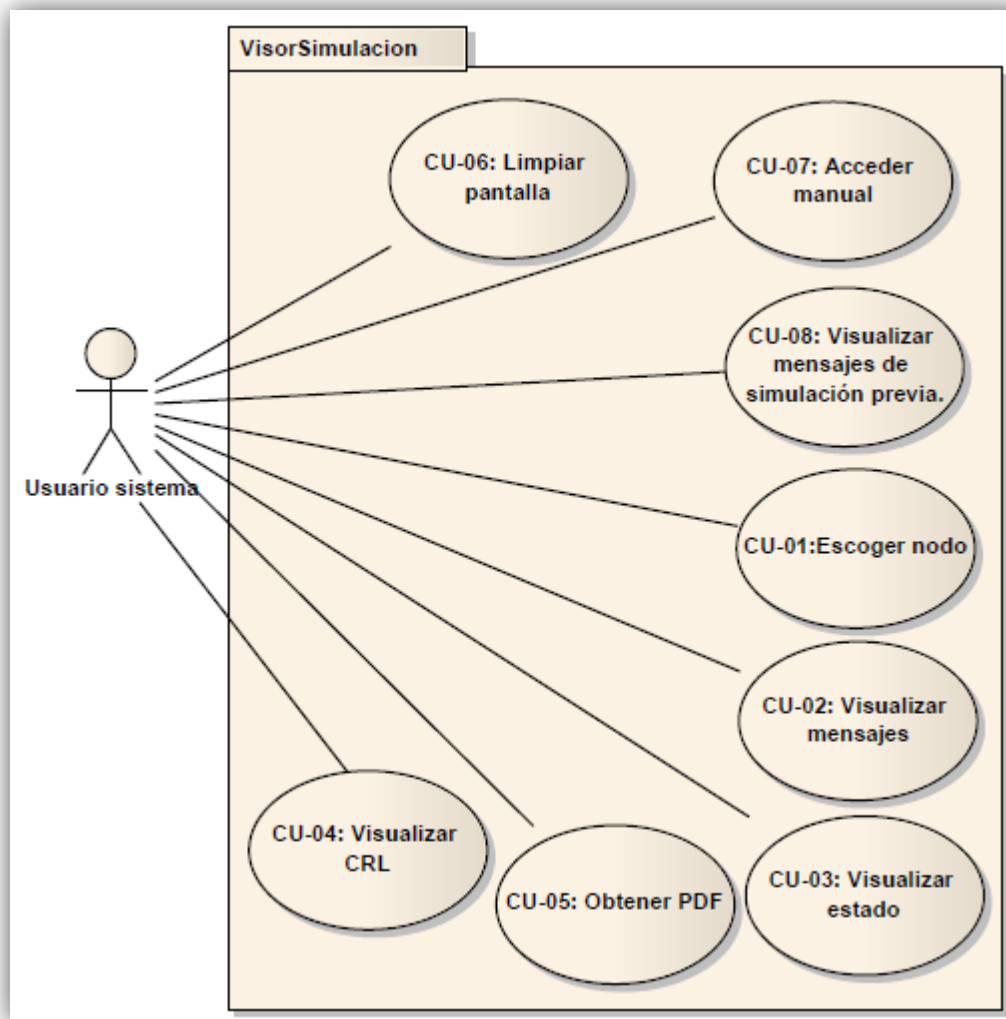 VisorSimulacion
CU-06: Limpiar
pantalla
CU-07: Acceder
manual
CU-08: Visualizar
mensajes de
simulación previa.
Usuario sistema
CU-01:Escoger nodo
CU-02: Visualizar
mensajes
CU-04: Visualizar
CRL
CU-05: Obtener PDF
CU-03: Visualizar
estado